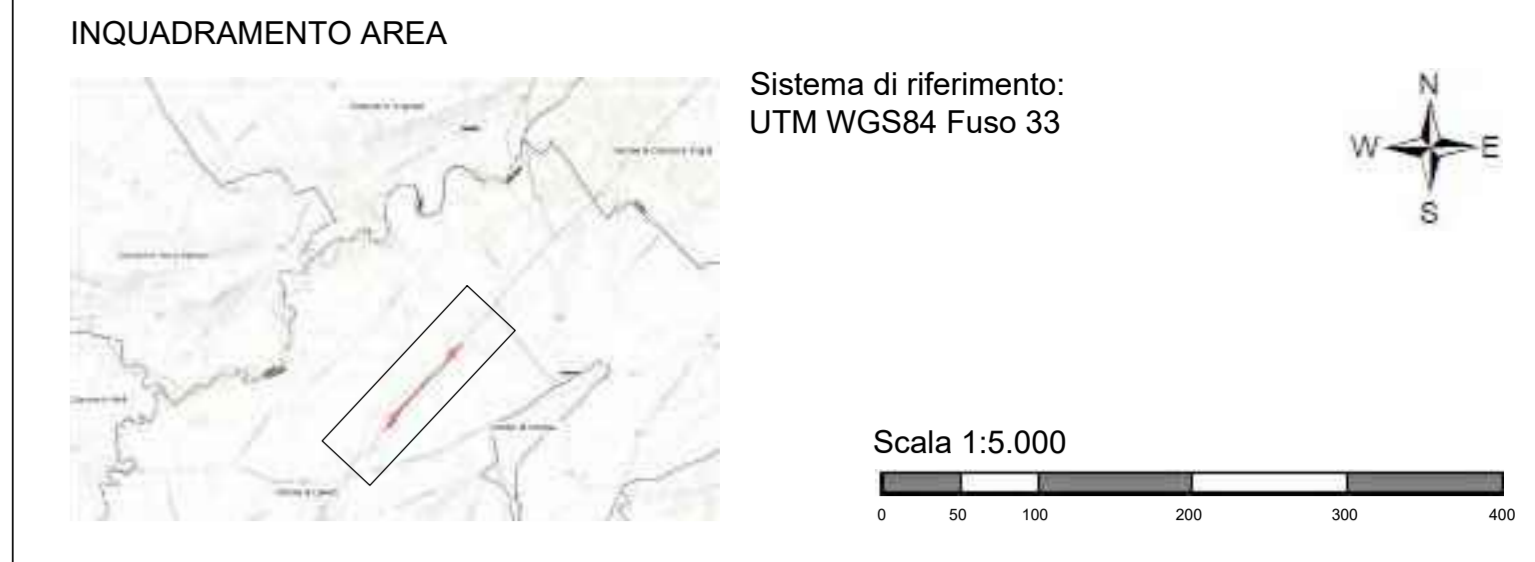 INQUADRAMENTO AREA
Sistema di riferimento:
UTM WGS84 Fuso 33
N
W E
S
Scala 1:5.000
0 50 100 200 300 400